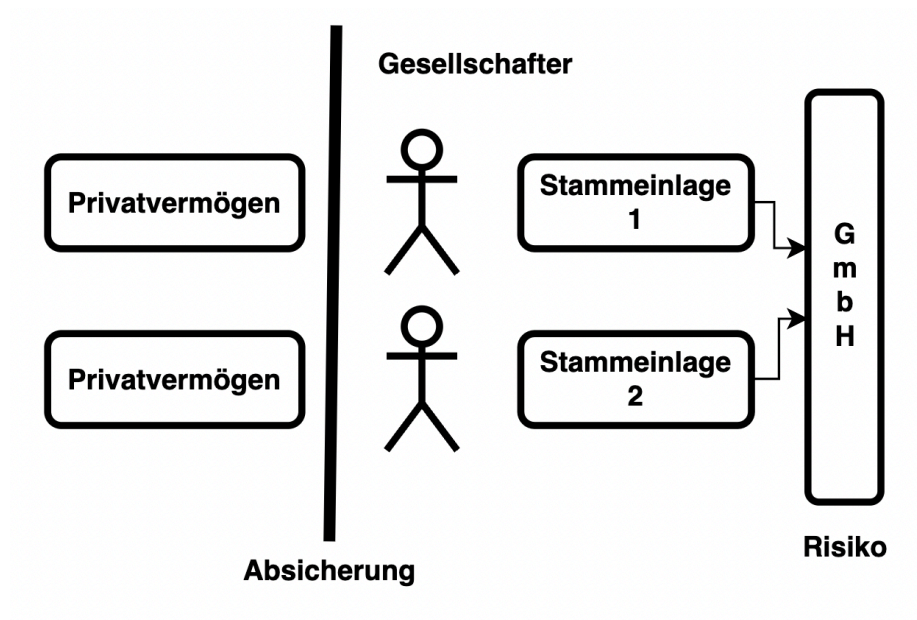 Gesellschafter
Privatvermögen
Stammeinlage
1
G
m
b
H
Privatvermögen
Stammeinlage
2
Risiko
Absicherung